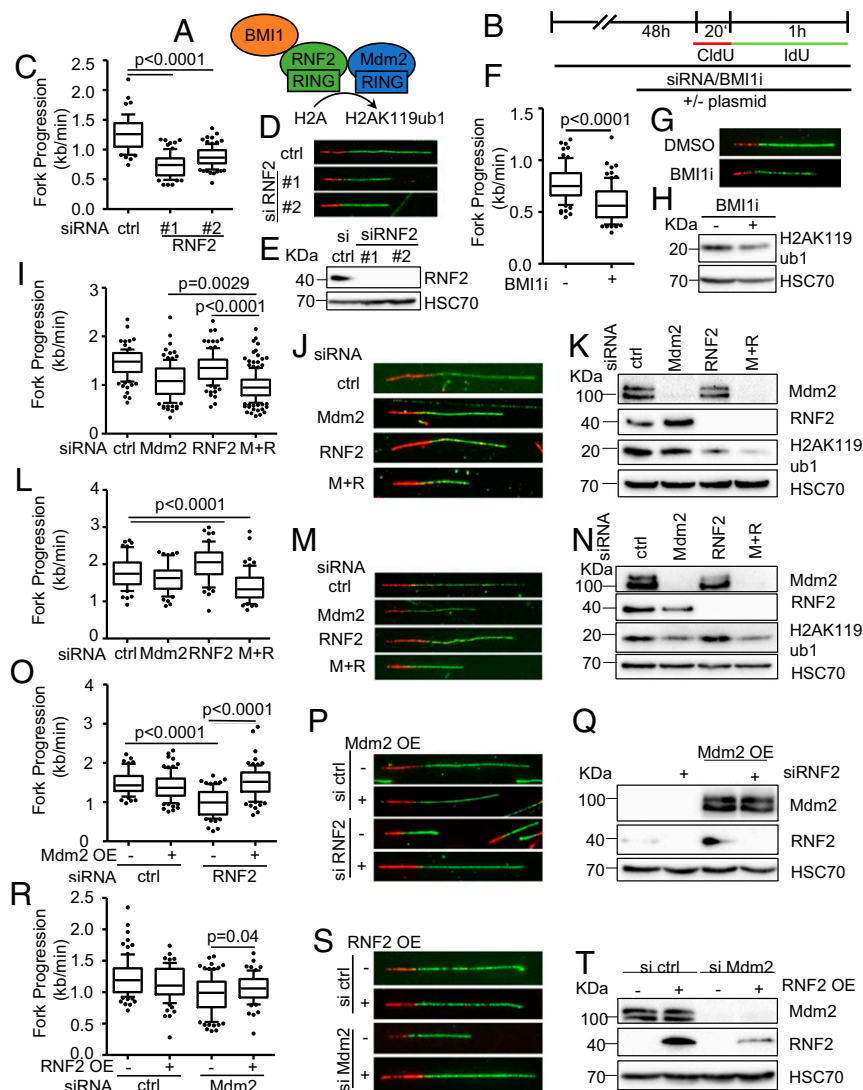 A
BMI1
RNF2 Mdm2
RING RING
H2A H2AK119ub1
B
48h 20' 1h
CldU IdU
siRNA/BMI1i
+/- plasmid
C
Fork Progression
(kb/min)
p<0.0001
2.5
2.0
1.5
1.0
0.5
0.0
siRNA ctrl #1 #2
RNF2
D
ctrl
si RNF2
#1
#2
E
si siRNF2
KDa ctrl #1 #2
40 RNF2
70 HSC70
F
Fork Progression
(kb/min)
p<0.0001
1.5
1.0
0.5
0.0
BMI1i - +
G
DMSO
BMI1i
H
BMI1i
KDa - +
20 H2AK119
ub1
70 HSC70
I
Fork Progression
(kb/min)
p=0.0029
p<0.0001
3
2
1
0
siRNA ctrl Mdm2 RNF2 M+R
J
siRNA
ctrl
Mdm2
RNF2
M+R
K
siRNA
ctrl Mdm2 RNF2 M+R
KDa
100 Mdm2
40 RNF2
20 H2AK119
ub1
70 HSC70
L
Fork Progression
(kb/min)
p<0.0001
4
3
2
1
0
siRNA ctrl Mdm2 RNF2 M+R
M
siRNA
ctrl
Mdm2
RNF2
M+R
N
siRNA
ctrl Mdm2 RNF2 M+R
KDa
100 Mdm2
40 RNF2
20 H2AK119
ub1
70 HSC70
O
Fork Progression
(kb/min)
p<0.0001 p<0.0001
4
3
2
1
0
Mdm2 OE - + - +
siRNA ctrl RNF2
P
Mdm2 OE
si ctrl
-
+
si RNF2
-
+
Q
Mdm2 OE
KDa + + siRNF2
100 Mdm2
40 RNF2
70 HSC70
R
Fork Progression
(kb/min)
p=0.04
2.5
2.0
1.5
1.0
0.5
0.0
RNF2 OE - + - +
siRNA ctrl Mdm2
S
RNF2 OE
si ctrl
-
+
si Mdm2
-
+
T
si ctrl si Mdm2
KDa - + - + RNF2 OE
100 Mdm2
40 RNF2
70 HSC70